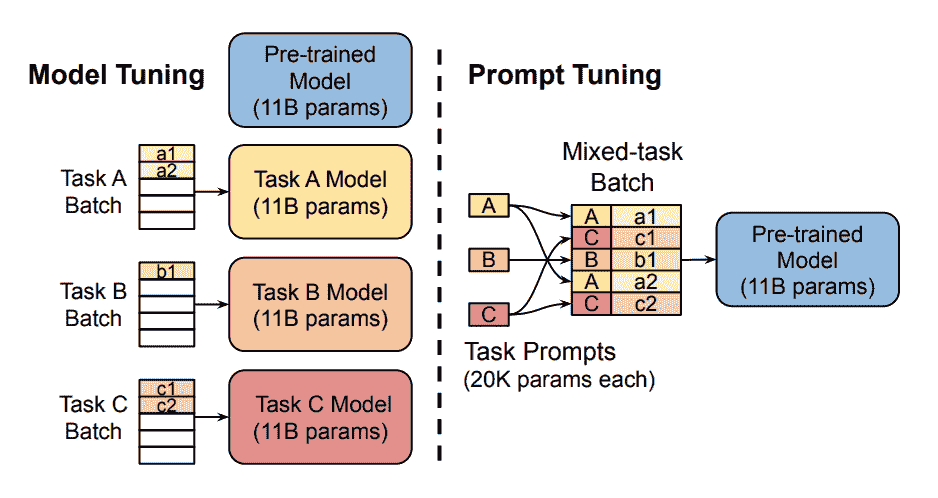 Model Tuning
Pre-trained
Model
(11B params)
Task A
Batch
a1
a2
Task A Model
(11B params)
Task B
Batch
b1
Task B Model
(11B params)
Task C
Batch
c1
c2
Task C Model
(11B params)
Prompt Tuning
Mixed-task
Batch
A
B
C
A a1
C c1
B b1
A a2
C c2
Task Prompts
(20K params each)
Pre-trained
Model
(11B params)